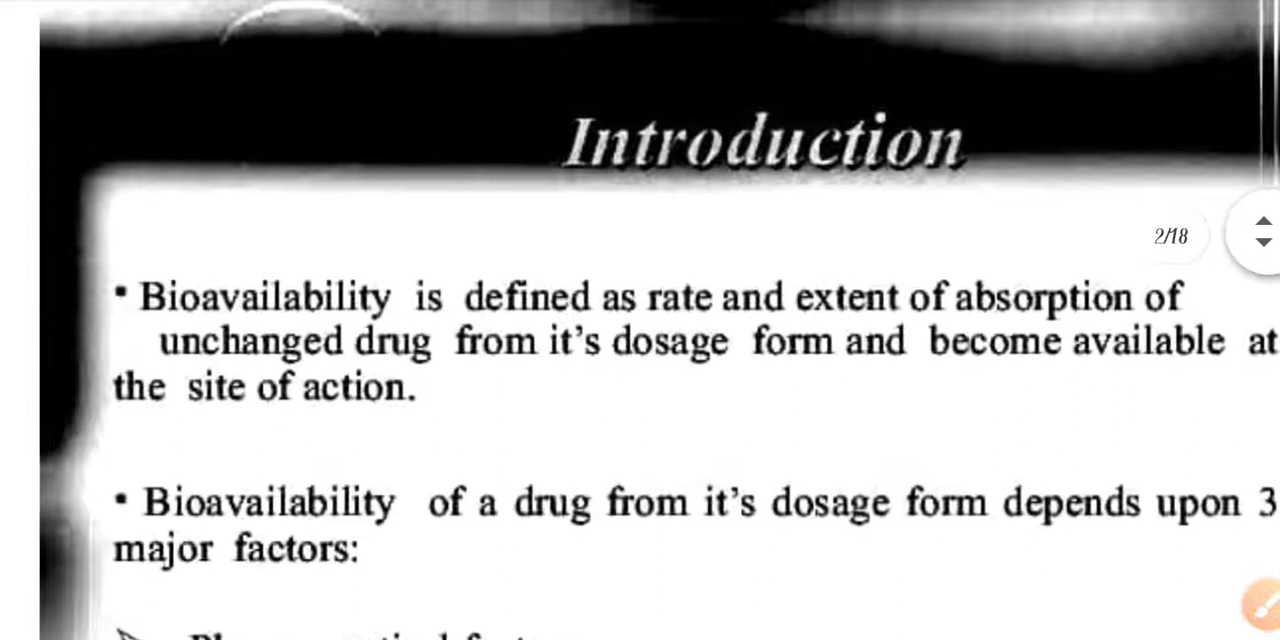 Introduction
2/18
▪ Bioavailability is defined as rate and extent of absorption of
unchanged drug from it's dosage form and become available at
the site of action.
▪ Bioavailability of a drug from it's dosage form depends upon 3
major factors: